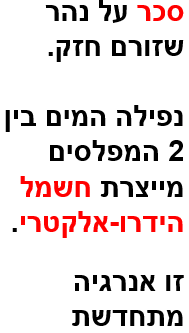 סכר על נהר
שזורם חזק.
נפילה המים בין
2 המפלסים
מייצרת חשמל
הידרו-אלקטרי.
זו אנרגיה
מתחדשת